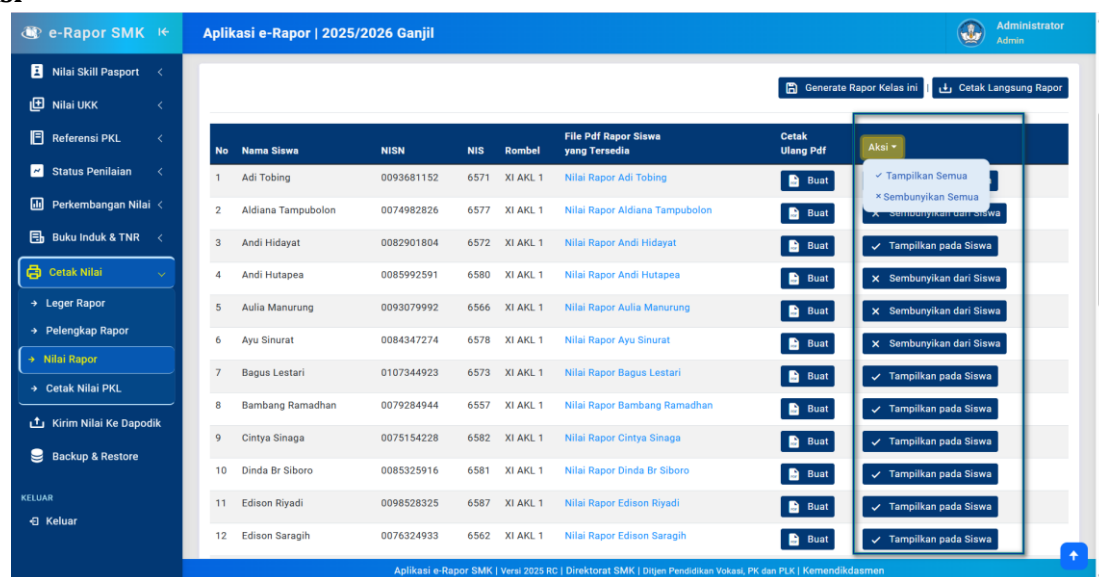 e-Rapor SMK
Aplikasi e-Rapor | 2025/2026 Ganjil
Administrator
Admin
Nilai Skill Pasport
Nilai UKK
Referensi PKL
Status Penilaian
Perkembangan Nilai
Buku Induk & TNR
Cetak Nilai
Leger Rapor
Pelengkap Rapor
Nilai Rapor
Cetak Nilai PKL
Kirim Nilai Ke Dapodik
Backup & Restore
KELUAR
Keluar
Generate Rapor Kelas ini | Cetak Langsung Rapor
No Nama Siswa NISN NIS Rombel File Pdf Rapor Siswa yang Tersedia Cetak Ulang Pdf Aksi
Tampilkan Semua
Sembunyikan Semua
1 Adi Tobing 0093681152 6571 XI AKL 1 Nilai Rapor Adi Tobing Buat
2 Aldiana Tampubolon 0074982826 6577 XI AKL 1 Nilai Rapor Aldiana Tampubolon Buat Sembunyikan dari Siswa
3 Andi Hidayat 0082901804 6572 XI AKL 1 Nilai Rapor Andi Hidayat Buat Tampilkan pada Siswa
4 Andi Hutapea 0085992591 6580 XI AKL 1 Nilai Rapor Andi Hutapea Buat Sembunyikan dari Siswa
5 Aulia Manurung 0093079992 6566 XI AKL 1 Nilai Rapor Aulia Manurung Buat Sembunyikan dari Siswa
6 Ayu Sinurat 0084347274 6578 XI AKL 1 Nilai Rapor Ayu Sinurat Buat Sembunyikan dari Siswa
7 Bagus Lestari 0107344923 6573 XI AKL 1 Nilai Rapor Bagus Lestari Buat Tampilkan pada Siswa
8 Bambang Ramadhan 0079284944 6557 XI AKL 1 Nilai Rapor Bambang Ramadhan Buat Tampilkan pada Siswa
9 Cintya Sinaga 0075154228 6582 XI AKL 1 Nilai Rapor Cintya Sinaga Buat Tampilkan pada Siswa
10 Dinda Br Siboro 0085325916 6581 XI AKL 1 Nilai Rapor Dinda Br Siboro Buat Tampilkan pada Siswa
11 Edison Riyadi 0098528325 6587 XI AKL 1 Nilai Rapor Edison Riyadi Buat Tampilkan pada Siswa
12 Edison Saragih 0076324933 6562 XI AKL 1 Nilai Rapor Edison Saragih Buat Tampilkan pada Siswa
Aplikasi e-Rapor SMK | Versi 2025 RC | Direktorat SMK | Ditjen Pendidikan Vokasi, PK dan PLK | Kemendikdasmen